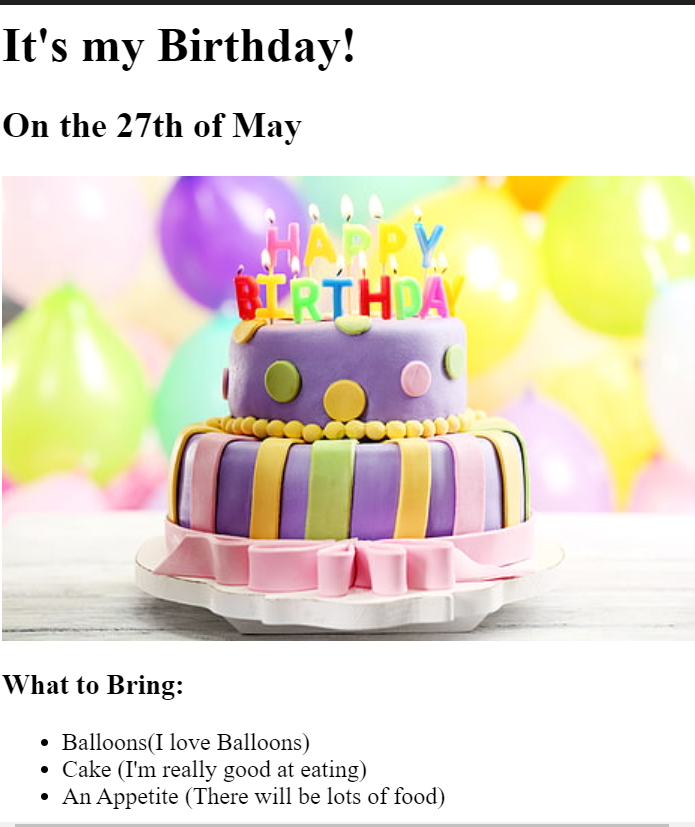 It's my Birthday!
On the 27th of May
HAPPY
BIRTHDAY
What to Bring:
Balloons(I love Balloons)
Cake (I'm really good at eating)
An Appetite (There will be lots of food)